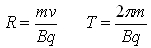 R = mv/Bq    T = 2πm/Bq